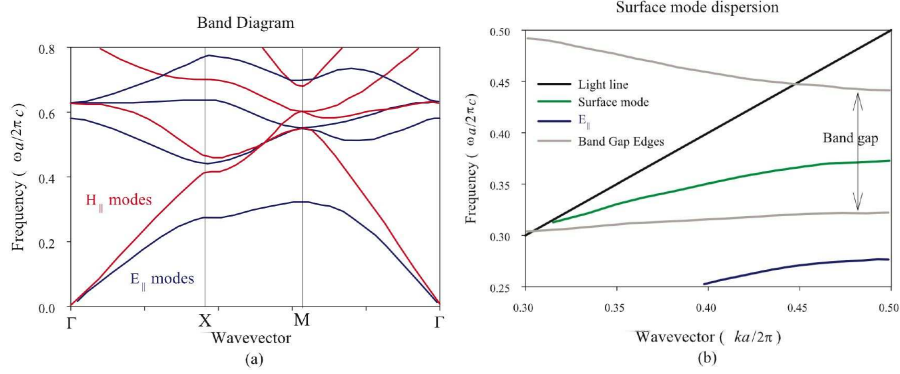 Band Diagram
Frequency ( ωa/2πc)
0.8
0.6
0.4
0.2
0.0
H|| modes
E|| modes
Γ
X
M
Γ
Wavevector
(a)
Surface mode dispersion
Frequency ( ωa/2πc)
0.50
0.45
0.40
0.35
0.30
0.25
Light line
Surface mode
E||
Band Gap Edges
Band gap
0.30
0.35
0.40
0.45
0.50
Wavevector ( ka/2π)
(b)